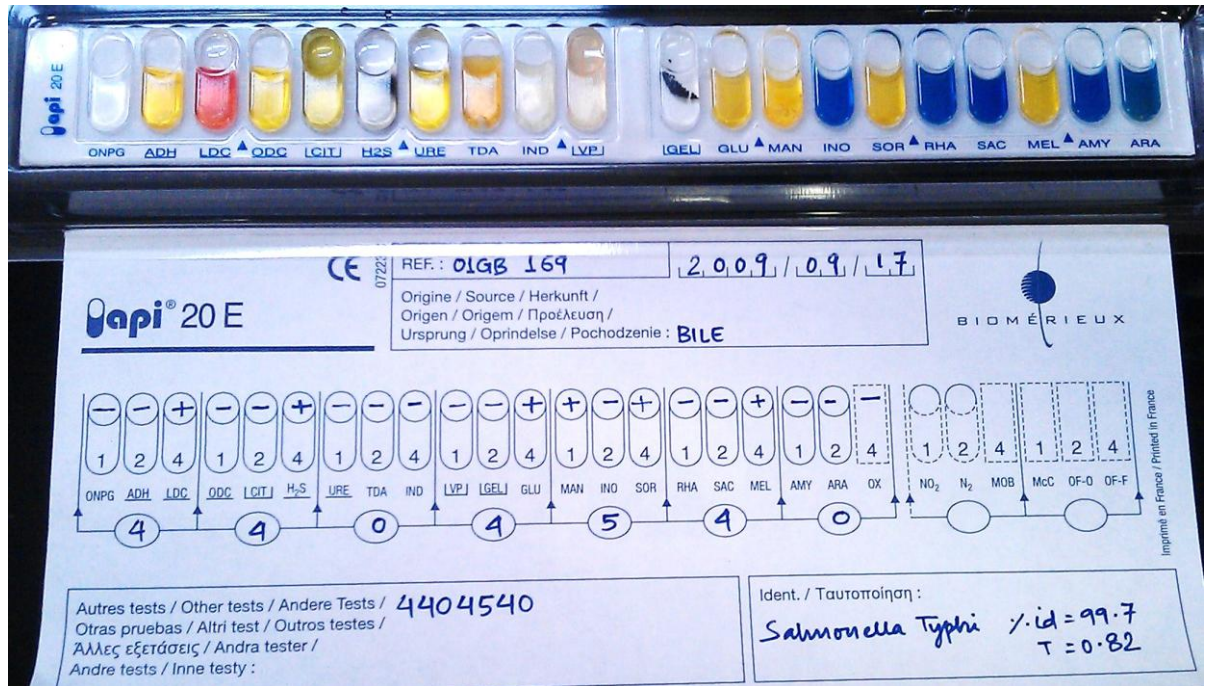 api 20 E
ONPG ADH LDC ODC |CIT| H2S URE TDA IND |VP| |GEL| GLU MAN INO SOR RHA SAC MEL AMY ARA
CE
REF.: 01GB 169
2009/09/17
api® 20 E
Origine / Source / Herkunft /
Origen / Origem / Προέλευση /
Ursprung / Oprindelse / Pochodzenie : BILE
BIOMÉRIEUX
− − + − − + − − − − − + + − + − − + − − −
1 2 4 1 2 4 1 2 4 1 2 4 1 2 4 1 2 4 1 2 4 1 2 4 1 2 4
ONPG ADH LDC ODC |CIT| H₂S URE TDA IND |VP| |GEL| GLU MAN INO SOR RHA SAC MEL AMY ARA OX NO₂ N₂ MOB McC OF-O OF-F
4 4 0 4 5 4 0
Imprimé en France / Printed in France
Autres tests / Other tests / Andere Tests / 4404540
Otras pruebas / Altri test / Outros testes /
Άλλες εξετάσεις / Andra tester /
Andre tests / Inne testy :
Ident. / Ταυτοποίηση :
Salmonella Typhi %id = 99.7
T = 0.82